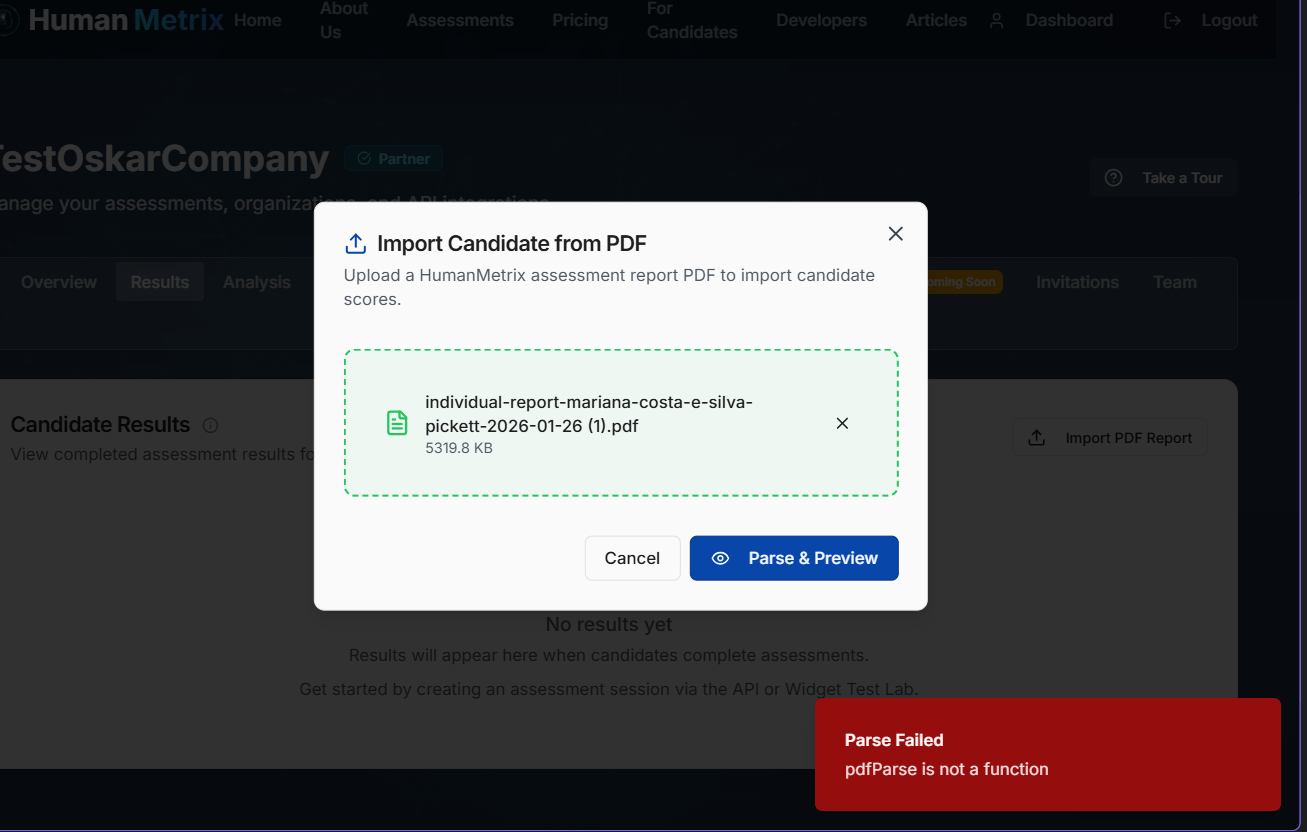 Human Metrix
Home
About
Us
Assessments
Pricing
For
Candidates
Developers
Articles
Dashboard
Logout
TestOskarCompany
Partner
Take a Tour
anage your assessments, organizations, and API integrations
Overview
Results
Analysis
oming Soon
Invitations
Team
Import Candidate from PDF
Upload a HumanMetrix assessment report PDF to import candidate
scores.
individual-report-mariana-costa-e-silva-
pickett-2026-01-26 (1).pdf
5319.8 KB
Cancel
Parse & Preview
Candidate Results
View completed assessment results fo
Import PDF Report
No results yet
Results will appear here when candidates complete assessments.
Get started by creating an assessment session via the API or Widget Test Lab.
Parse Failed
pdfParse is not a function